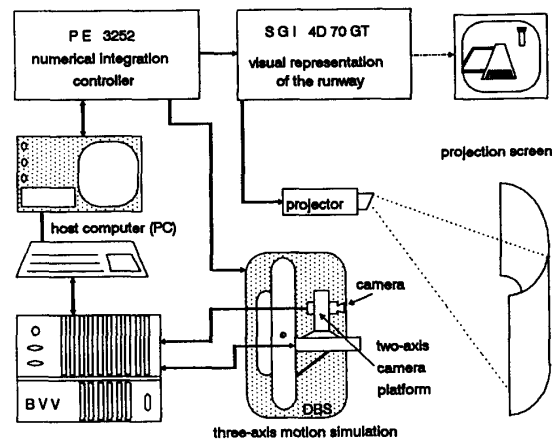 P E 3252
numerical integration
controller
S G I 4D 70 GT
visual representation
of the runway
projection screen
projector
host computer (PC)
camera
two-axis
camera
platform
BVV
DBS
three-axis motion simulation